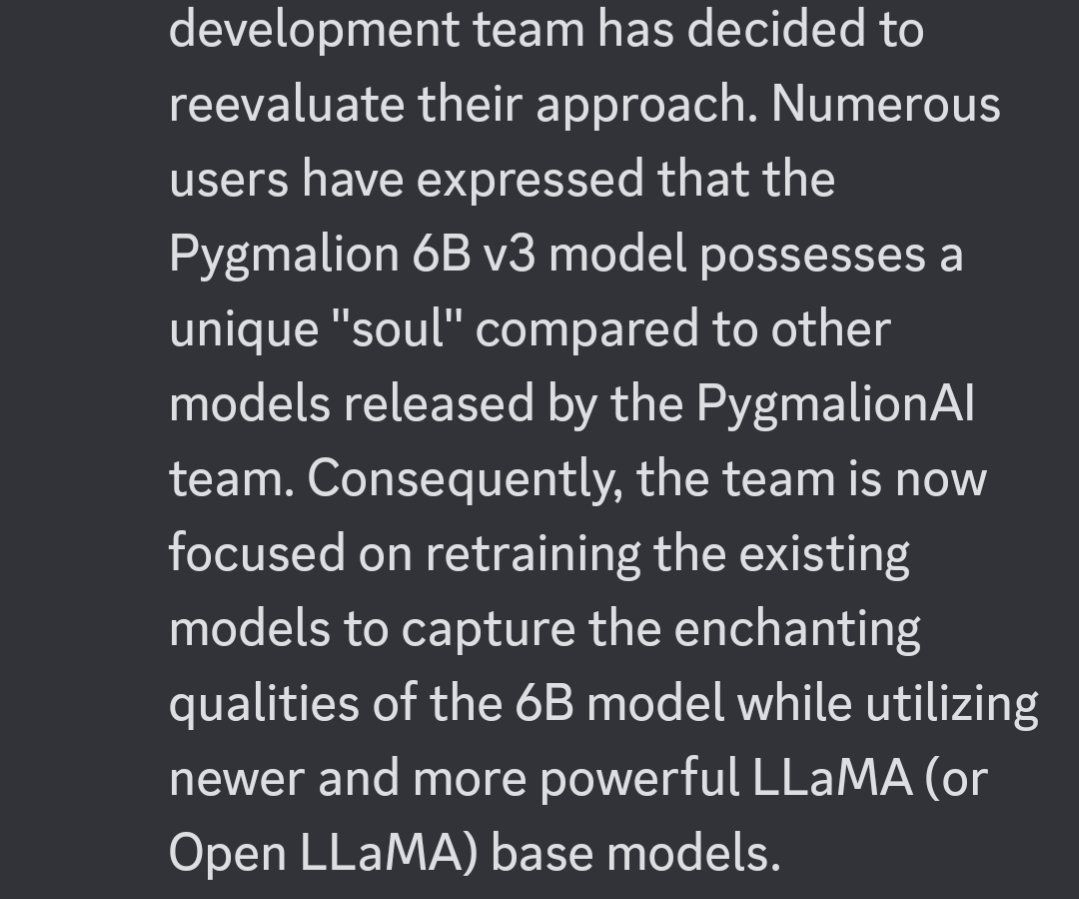 development team has decided to
reevaluate their approach. Numerous
users have expressed that the
Pygmalion 6B v3 model possesses a
unique "soul" compared to other
models released by the PygmalionAI
team. Consequently, the team is now
focused on retraining the existing
models to capture the enchanting
qualities of the 6B model while utilizing
newer and more powerful LLaMA (or
Open LLaMA) base models.